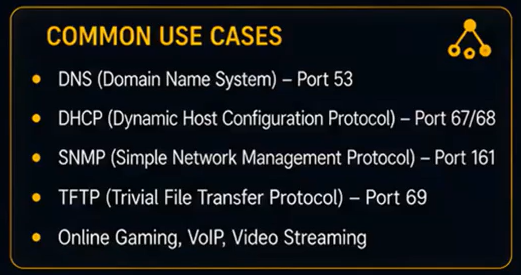 COMMON USE CASES
DNS (Domain Name System) – Port 53
DHCP (Dynamic Host Configuration Protocol) – Port 67/68
SNMP (Simple Network Management Protocol) – Port 161
TFTP (Trivial File Transfer Protocol) – Port 69
Online Gaming, VoIP, Video Streaming